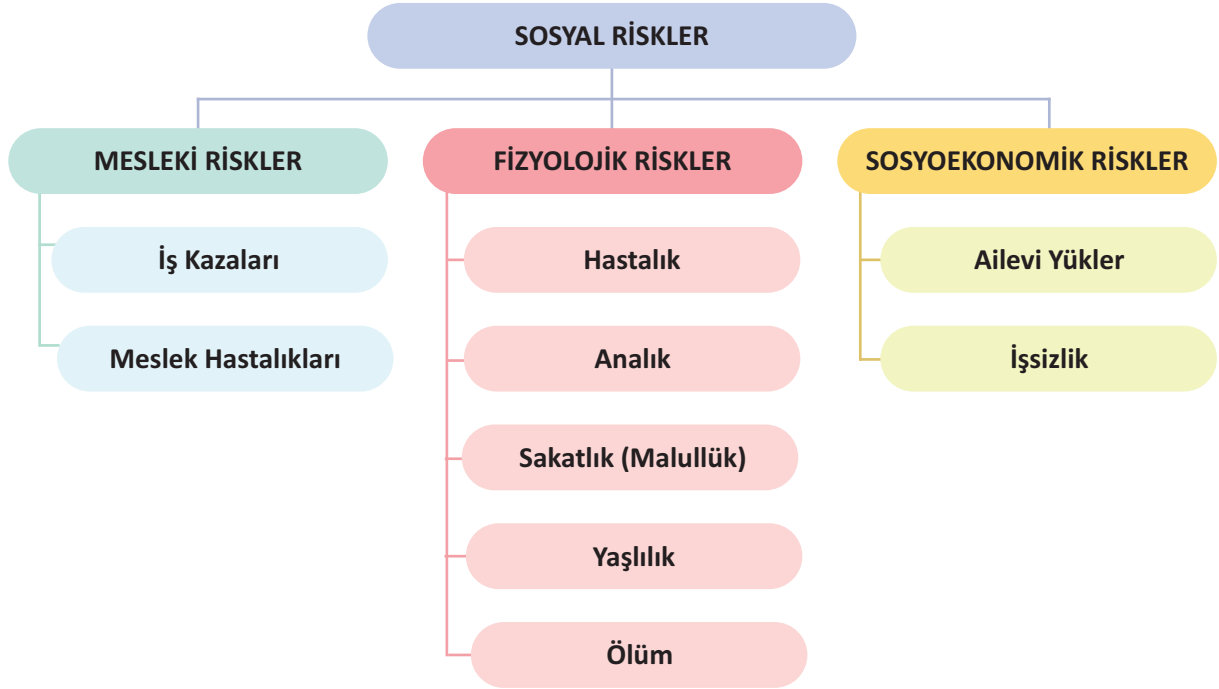 SOSYAL RİSKLER
MESLEKİ RİSKLER
İş Kazaları
Meslek Hastalıkları
FİZYOLOJİK RİSKLER
Hastalık
Analık
Sakatlık (Malullük)
Yaşlılık
Ölüm
SOSYOEKONOMİK RİSKLER
Ailevi Yükler
İşsizlik